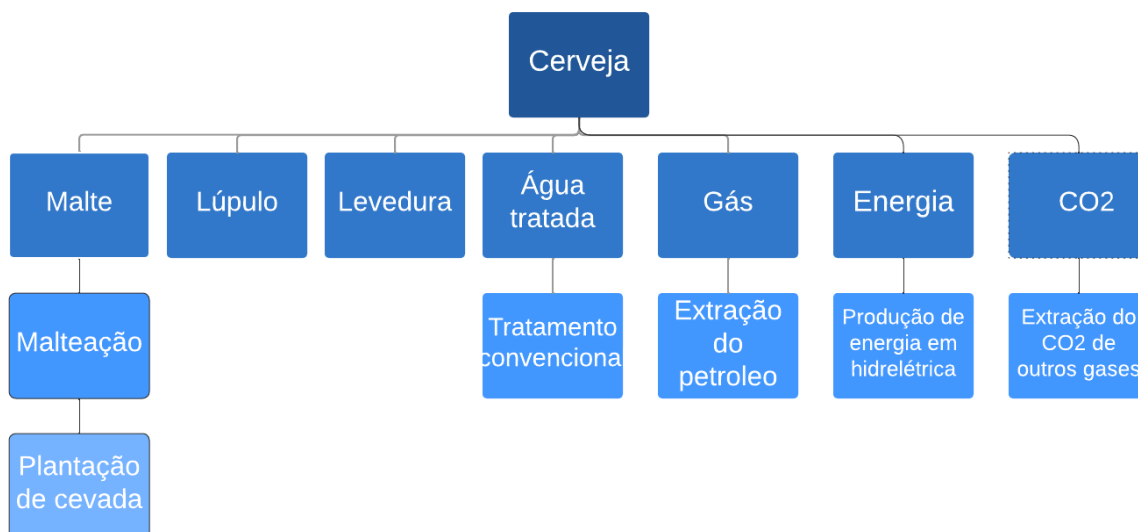 Cerveja
Malte
Lúpulo
Levedura
Água
tratada
Gás
Energia
CO2
Malteação
Tratamento
convenciona
Extração
do
petroleo
Produção de
energia em
hidrelétrica
Extração do
CO2 de
outros gases
Plantação
de cevada